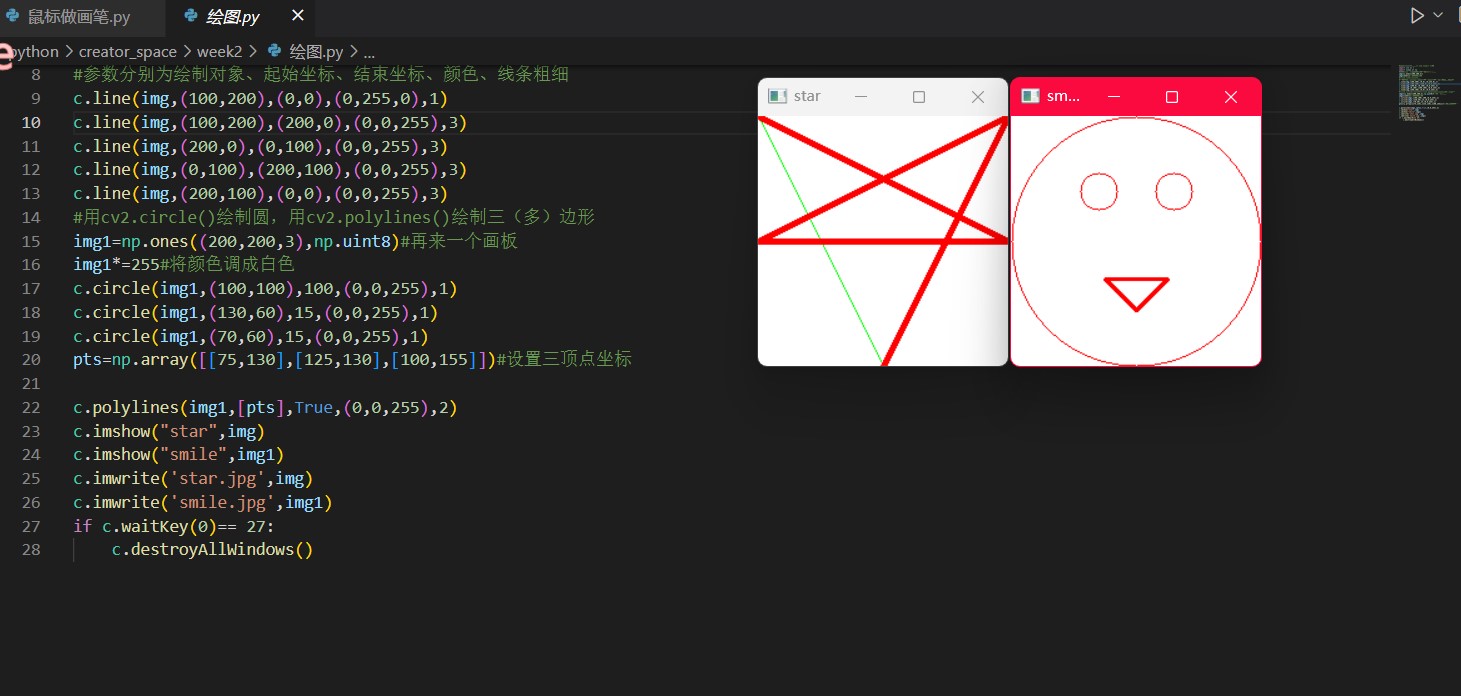 鼠标做画笔.py
绘图.py
python > creator_space > week2 > 绘图.py > ...
8 #参数分别为绘制对象、起始坐标、结束坐标、颜色、线条粗细
9 c.line(img,(100,200),(0,0),(0,255,0),1)
10 c.line(img,(100,200),(200,0),(0,0,255),3)
11 c.line(img,(200,0),(0,100),(0,0,255),3)
12 c.line(img,(0,100),(200,100),(0,0,255),3)
13 c.line(img,(200,100),(0,0),(0,0,255),3)
14 #用cv2.circle()绘制圆，用cv2.polylines()绘制三（多）边形
15 img1=np.ones((200,200,3),np.uint8)#再来一个画板
16 img1*=255#将颜色调成白色
17 c.circle(img1,(100,100),100,(0,0,255),1)
18 c.circle(img1,(130,60),15,(0,0,255),1)
19 c.circle(img1,(70,60),15,(0,0,255),1)
20 pts=np.array([[75,130],[125,130],[100,155]])#设置三顶点坐标
21
22 c.polylines(img1,[pts],True,(0,0,255),2)
23 c.imshow("star",img)
24 c.imshow("smile",img1)
25 c.imwrite('star.jpg',img)
26 c.imwrite('smile.jpg',img1)
27 if c.waitKey(0)== 27:
28     c.destroyAllWindows()
star
sm...
e